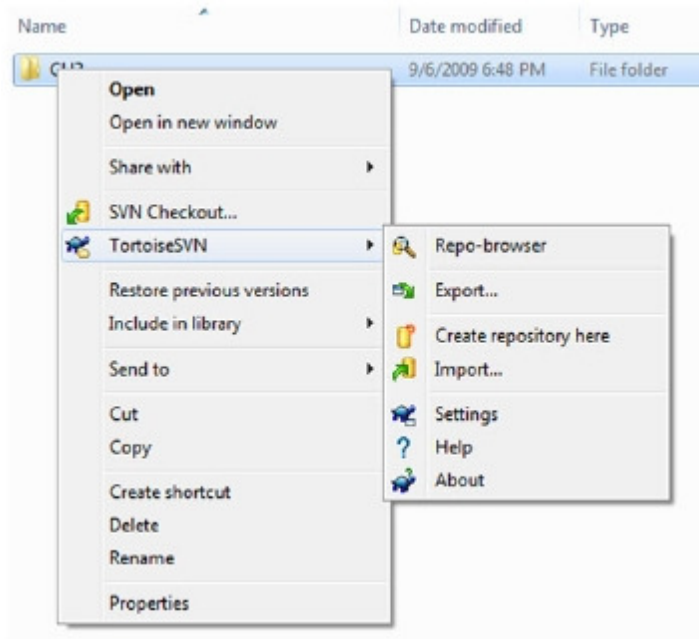 Name Date modified Type
9/6/2009 6:48 PM File folder
Open
Open in new window
Share with
SVN Checkout...
TortoiseSVN
Restore previous versions
Include in library
Send to
Cut
Copy
Create shortcut
Delete
Rename
Properties
Repo-browser
Export...
Create repository here
Import...
Settings
? Help
About